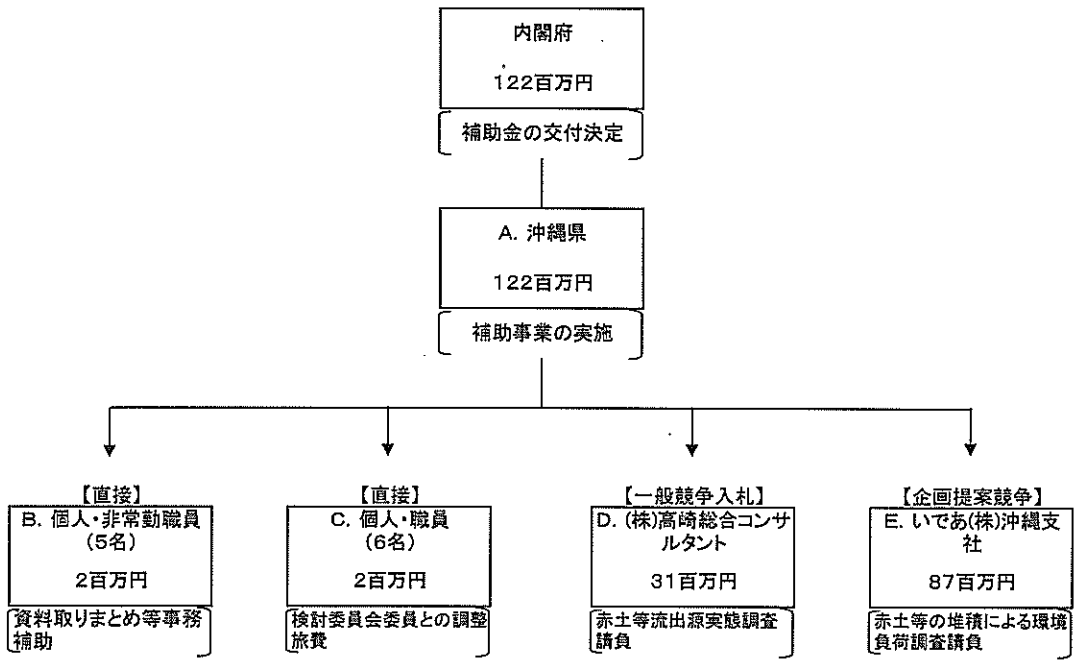 内閣府
122百万円
補助金の交付決定
A. 沖縄県
122百万円
補助事業の実施
【直接】
B. 個人・非常勤職員
(5名)
2百万円
資料取りまとめ等事務
補助
【直接】
C. 個人・職員
(6名)
2百万円
検討委員会委員との調整
旅費
【一般競争入札】
D. (株)高崎総合コンサ
ルタント
31百万円
赤土等流出源実態調査
請負
【企画提案競争】
E. いであ(株)沖縄支
社
87百万円
赤土等の堆積による環境
負荷調査請負